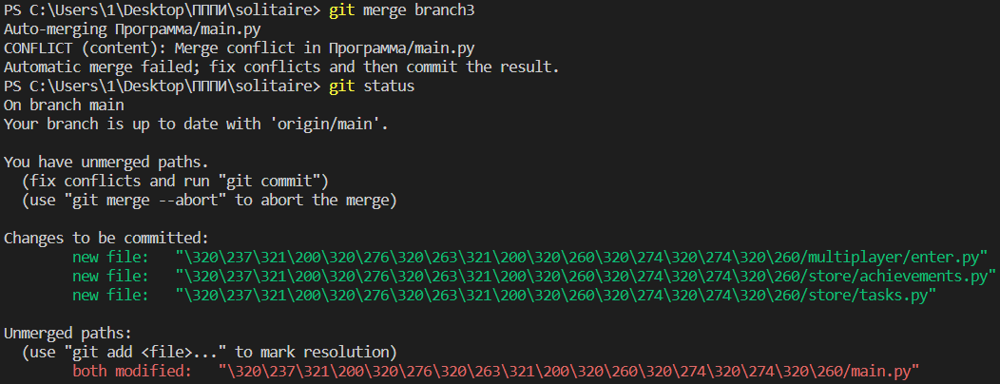 PS C:\Users\1\Desktop\ПППИ\solitaire> git merge branch3
Auto-merging Программа/main.py
CONFLICT (content): Merge conflict in Программа/main.py
Automatic merge failed; fix conflicts and then commit the result.
PS C:\Users\1\Desktop\ПППИ\solitaire> git status
On branch main
Your branch is up to date with 'origin/main'.
You have unmerged paths.
(fix conflicts and run "git commit")
(use "git merge --abort" to abort the merge)
Changes to be committed:
new file: "\320\237\321\200\320\276\320\263\321\200\320\260\320\274\320\274\320\260/multiplayer/enter.py"
new file: "\320\237\321\200\320\276\320\263\321\200\320\260\320\274\320\274\320\260/store/achievements.py"
new file: "\320\237\321\200\320\276\320\263\321\200\320\260\320\274\320\274\320\260/store/tasks.py"
Unmerged paths:
(use "git add <file>..." to mark resolution)
both modified: "\320\237\321\200\320\276\320\263\321\200\320\260\320\274\320\274\320\260/main.py"